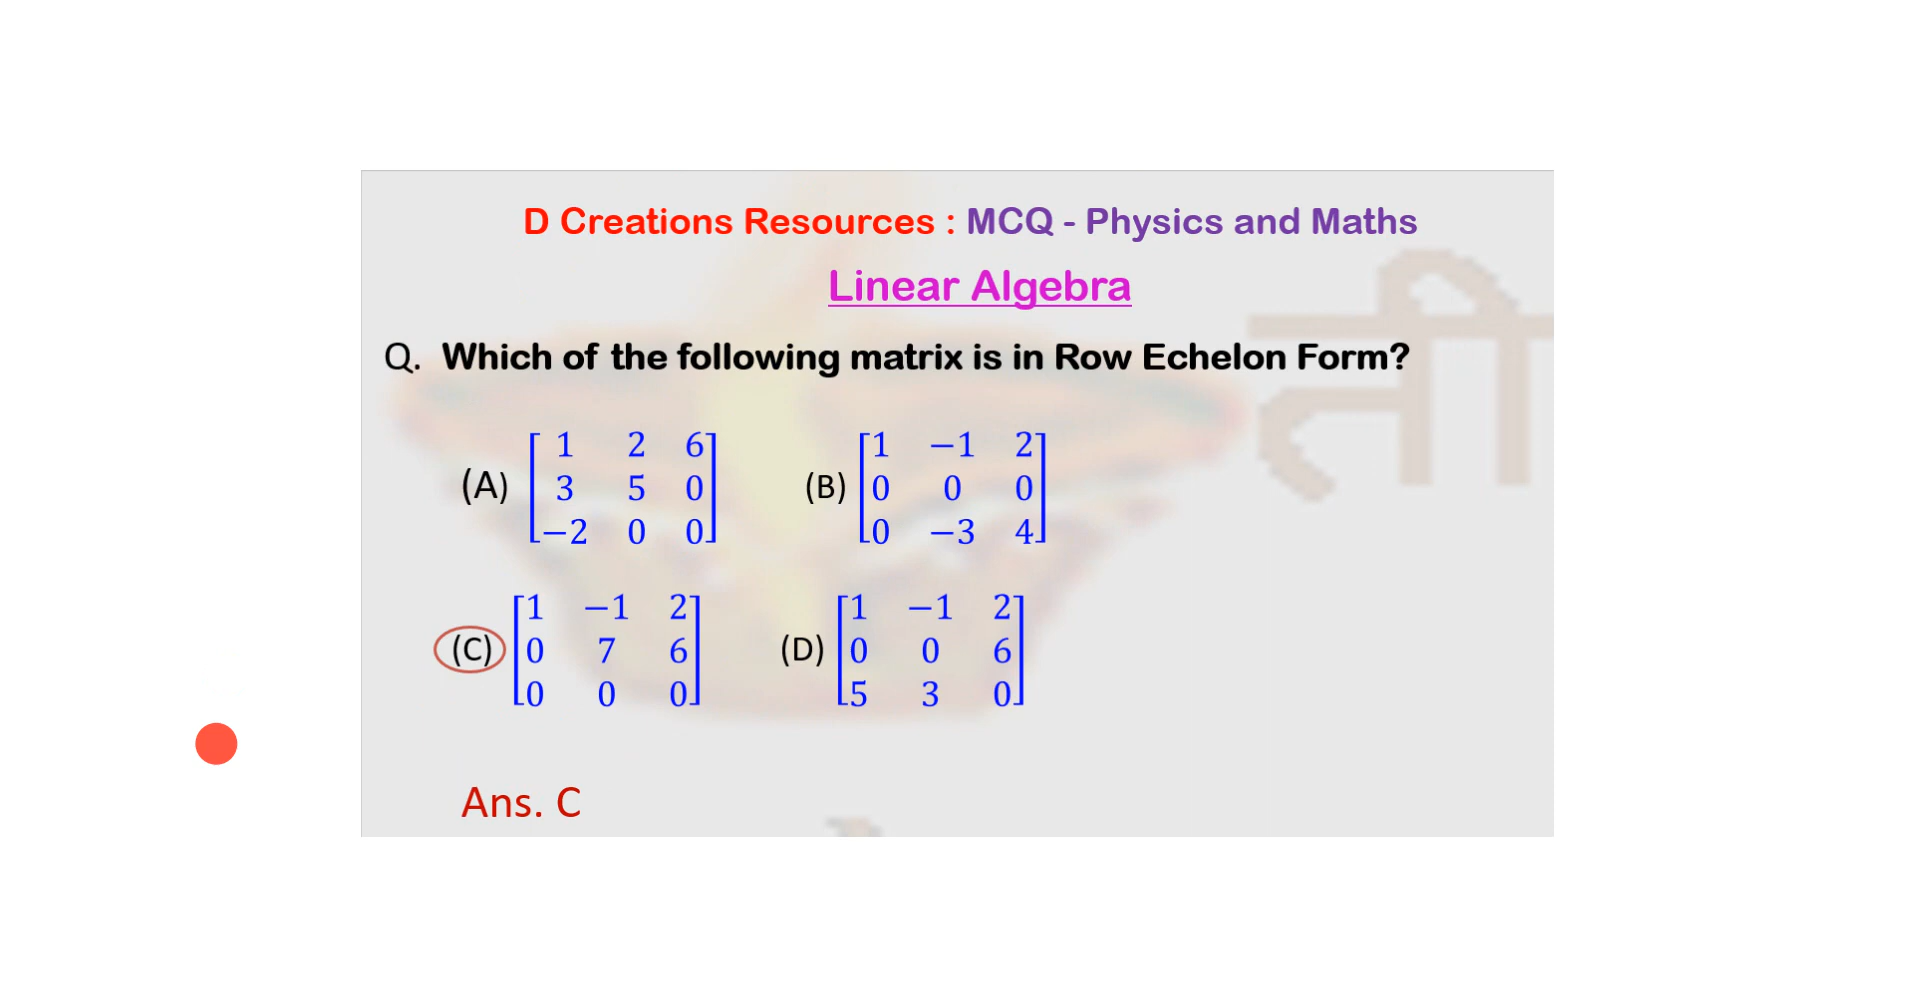 D Creations Resources : MCQ - Physics and Maths
Linear Algebra
Q. Which of the following matrix is in Row Echelon Form?
(A) [1 2 6
3 5 0
−2 0 0]
(B) [1 −1 2
0 0 0
0 −3 4]
(C) [1 −1 2
0 7 6
0 0 0]
(D) [1 −1 2
0 0 6
5 3 0]
Ans. C
ती